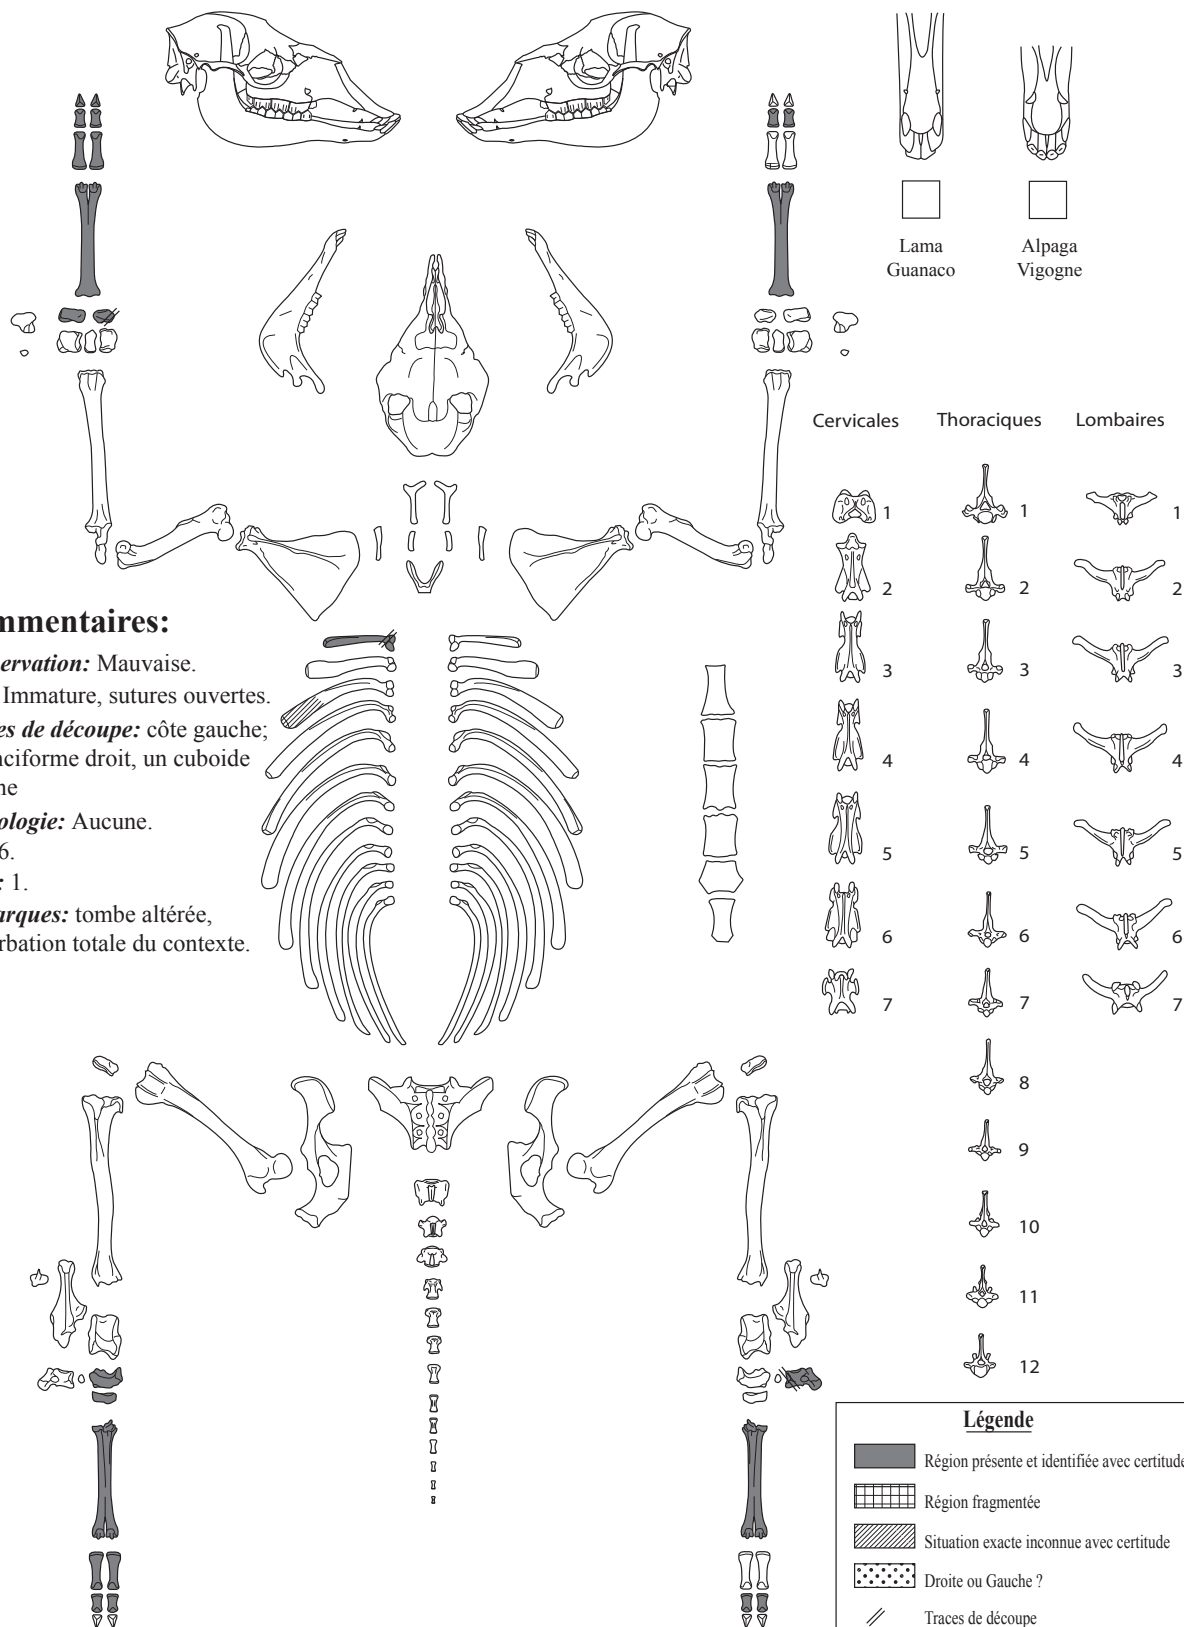 Lama
Guanaco
Alpaga
Vigogne
Cervicales
Thoraciques
Lombaires
1
2
3
4
5
6
7
1
2
3
4
5
6
7
8
9
10
11
12
1
2
3
4
5
6
7
mmentaires:
ervation: Mauvaise.
Immature, sutures ouvertes.
es de découpe: côte gauche;
nciforme droit, un cuboide
he
ologie: Aucune.
6.
: 1.
arques: tombe altérée,
rbation totale du contexte.
Légende
Région présente et identifiée avec certitude
Région fragmentée
Situation exacte inconnue avec certitude
Droite ou Gauche ?
Traces de découpe